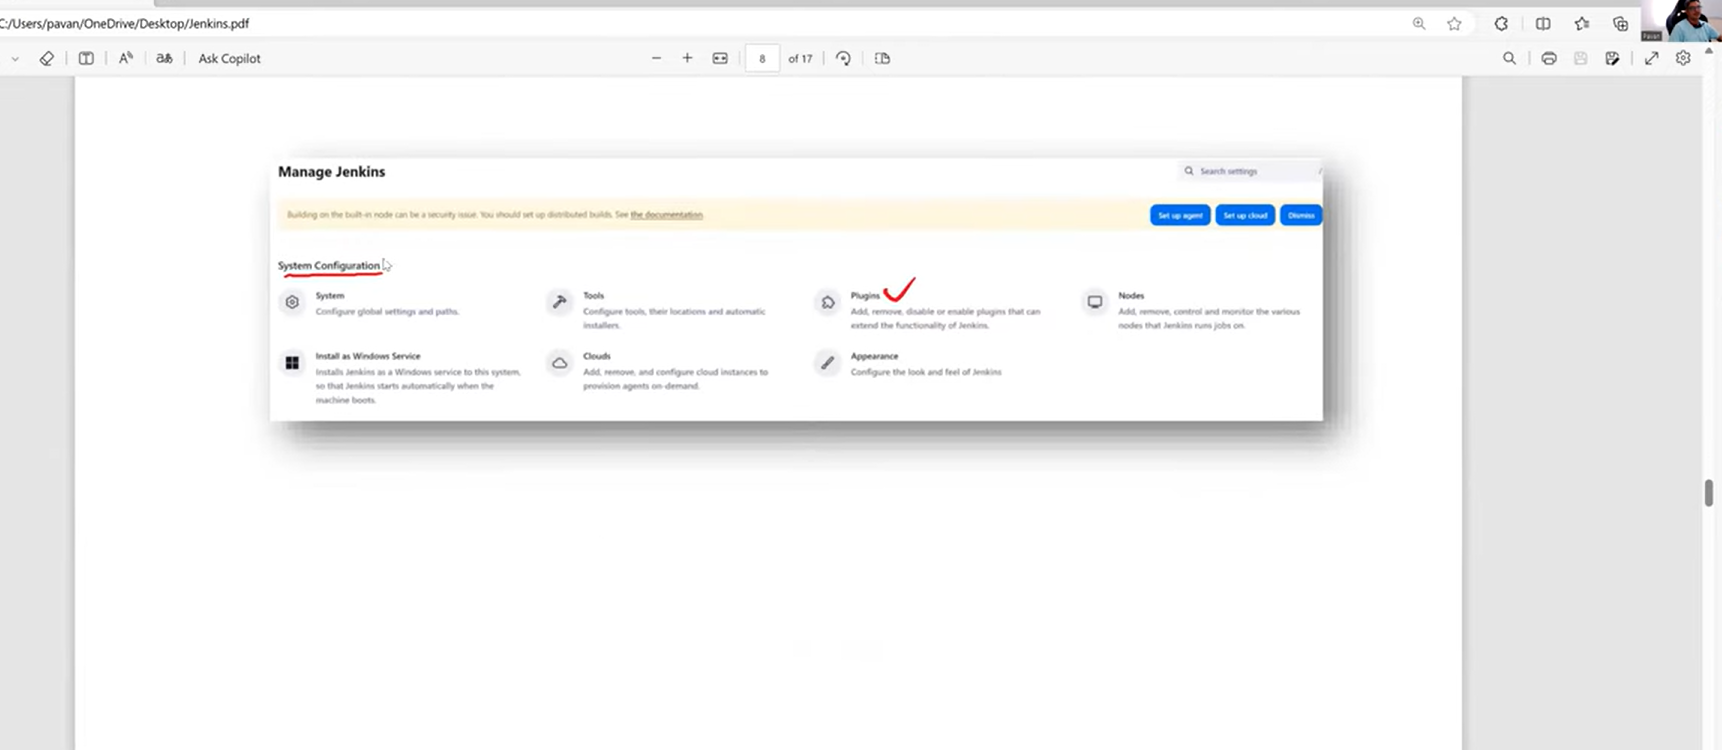 C:/Users/pavan/OneDrive/Desktop/Jenkins.pdf
Pavan
Ask Copilot
8 of 17
Manage Jenkins
Search settings
/
Building on the built-in node can be a security issue. You should set up distributed builds. See the documentation.
Set up agent
Set up cloud
Dismiss
System Configuration
System
Configure global settings and paths.
Tools
Configure tools, their locations and automatic
installers.
Plugins
Add, remove, disable or enable plugins that can
extend the functionality of Jenkins.
Nodes
Add, remove, control and monitor the various
nodes that Jenkins runs jobs on.
Install as Windows Service
Installs Jenkins as a Windows service to this system,
so that Jenkins starts automatically when the
machine boots.
Clouds
Add, remove, and configure cloud instances to
provision agents on-demand.
Appearance
Configure the look and feel of Jenkins